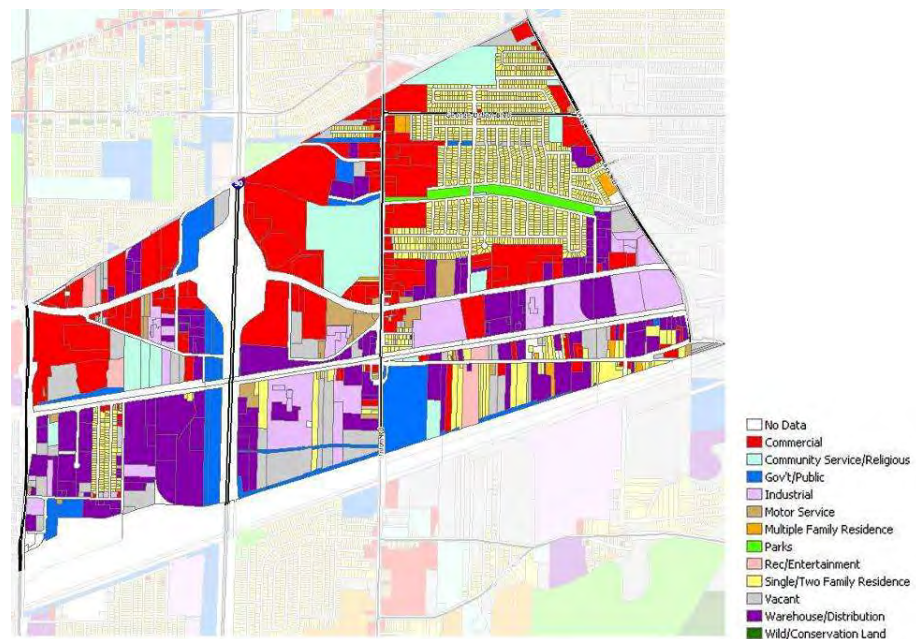 No Data
Commercial
Community Service/Religious
Gov't/Public
Industrial
Motor Service
Multiple Family Residence
Parks
Rec/Entertainment
Single/Two Family Residence
Vacant
Warehouse/Distribution
Wild/Conservation Land